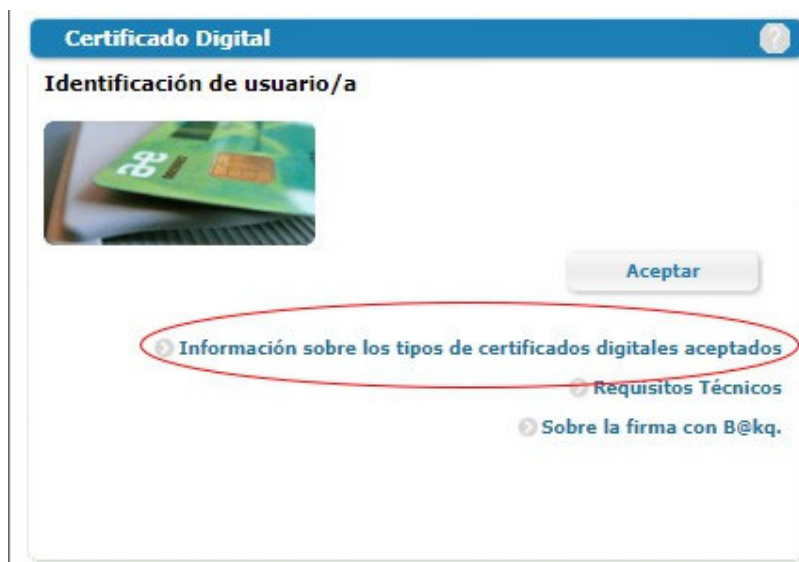 Certificado Digital
?
Identificación de usuario/a
Aceptar
Información sobre los tipos de certificados digitales aceptados
Requisitos Técnicos
Sobre la firma con B@kq.